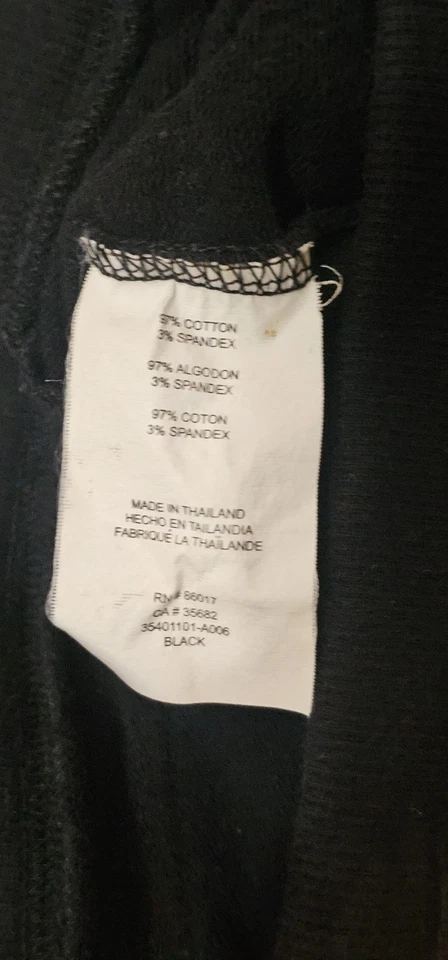 97% COTTON
3% SPANDEX
97% ALGODON
3% SPANDEX
97% COTON
3% SPANDEX
MADE IN THAILAND
HECHO EN TAILANDIA
FABRIQUÉ LA THAÏLANDE
RN # 86017
CA # 35682
35401101-A006
BLACK